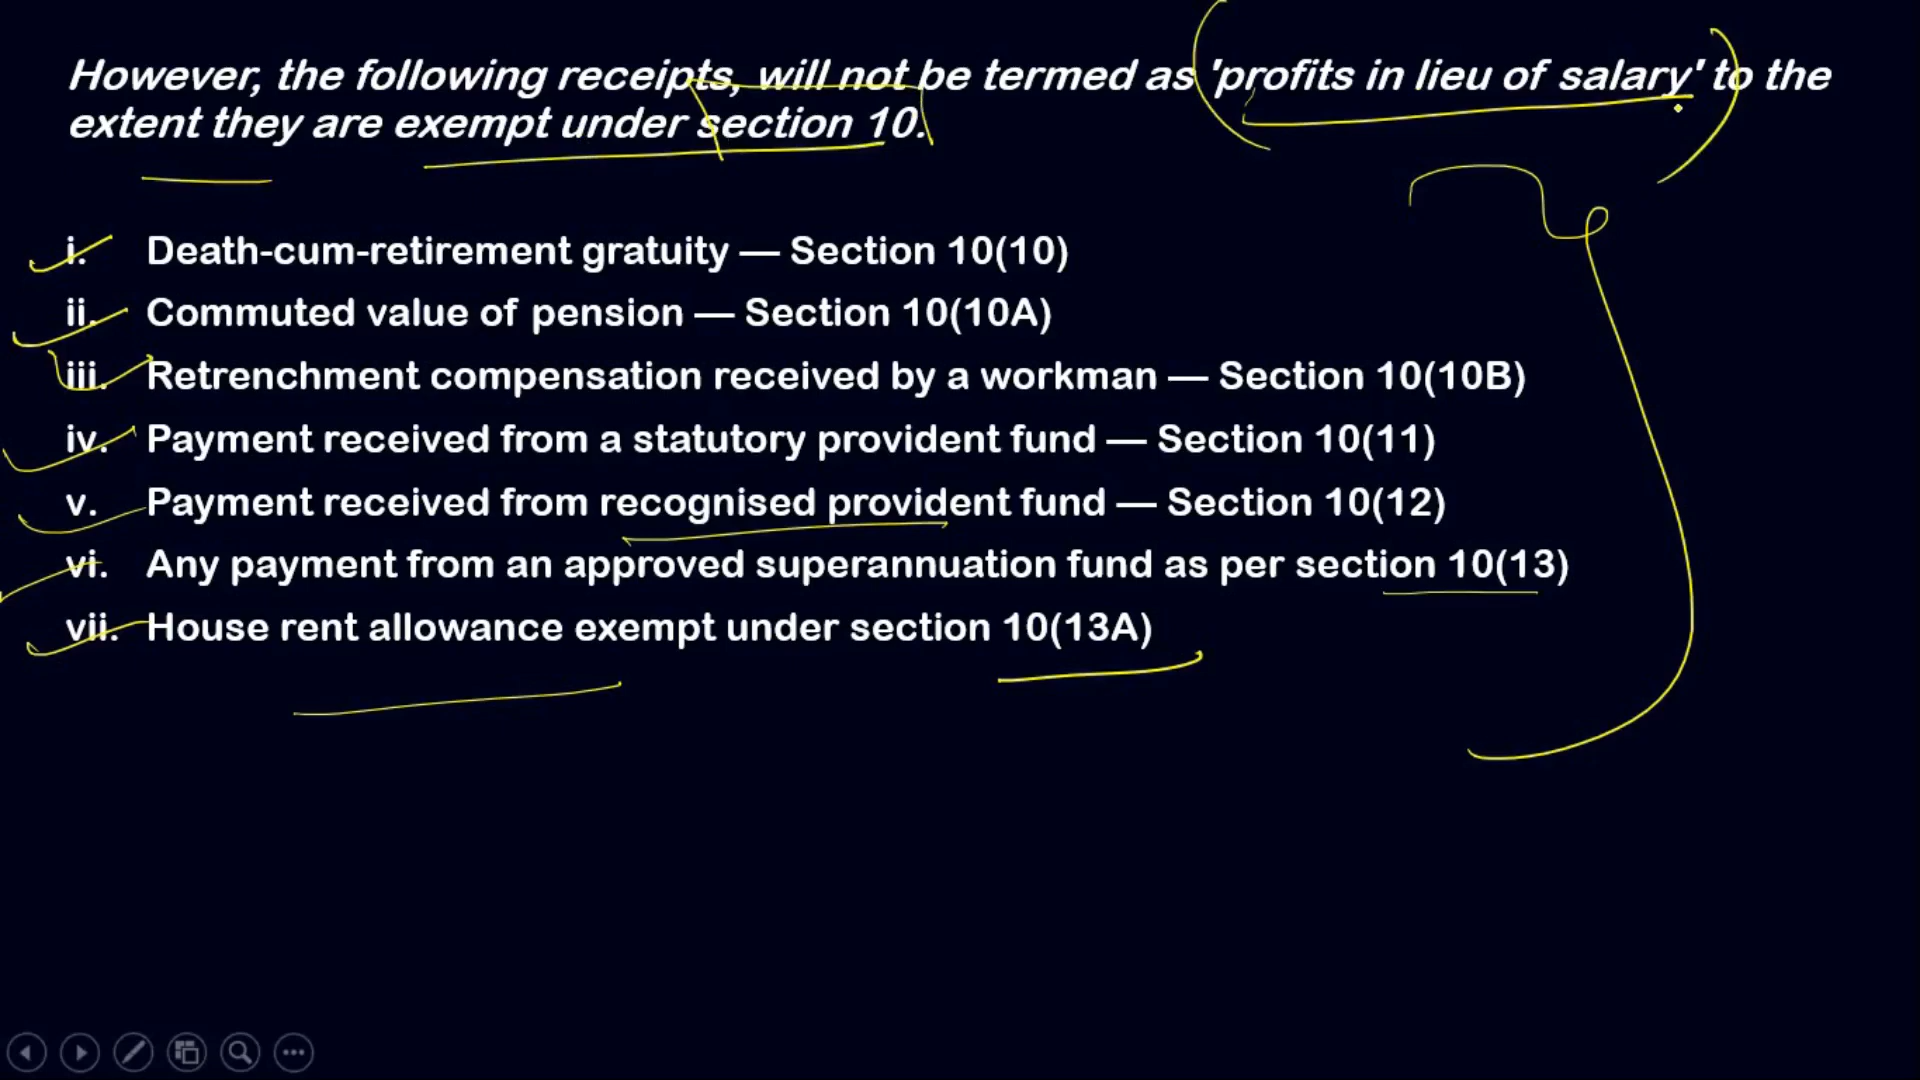 However, the following receipts, will not be termed as 'profits in lieu of salary' to the
extent they are exempt under section 10.
i. Death-cum-retirement gratuity — Section 10(10)
ii. Commuted value of pension — Section 10(10A)
iii. Retrenchment compensation received by a workman — Section 10(10B)
iv. Payment received from a statutory provident fund — Section 10(11)
v. Payment received from recognised provident fund — Section 10(12)
vi. Any payment from an approved superannuation fund as per section 10(13)
vii. House rent allowance exempt under section 10(13A)